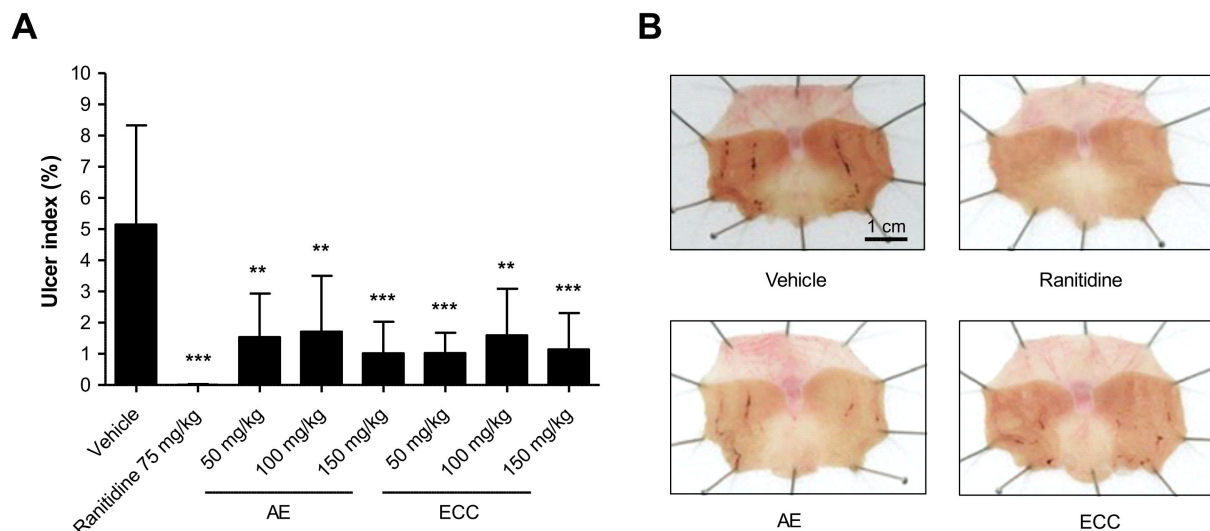 A
Ulcer index (%)
10
9
8
7
6
5
4
3
2
1
0
***
**
**
***
***
**
***
Vehicle
Ranitidine 75 mg/kg
50 mg/kg
100 mg/kg
150 mg/kg
50 mg/kg
100 mg/kg
150 mg/kg
AE
ECC
B
1 cm
Vehicle
Ranitidine
AE
ECC